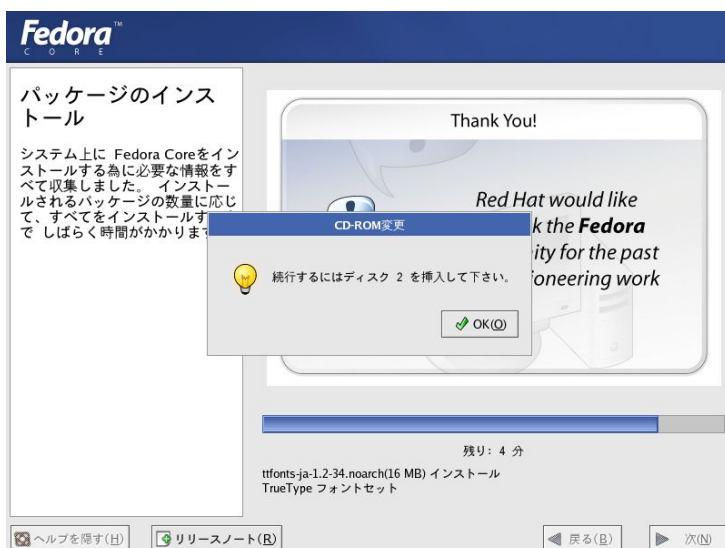 Fedora™
CORE
パッケージのインス
トール
システム上に Fedora Coreをイン
ストールする為に必要な情報をす
べて収集しました。 インストー
ルされるパッケージの数量に応じ
て、すべてをインストールす
で しばらく時間がかかります
Thank You!
Red Hat would like
k the Fedora
ity for the past
ioneering work
CD-ROM変更
続行するにはディスク 2 を挿入して下さい。
OK(O)
残り: 4 分
ttfonts-ja-1.2-34.noarch(16 MB) インストール
TrueType フォントセット
ヘルプを隠す(H)
リリースノート(R)
戻る(B)
次(N)